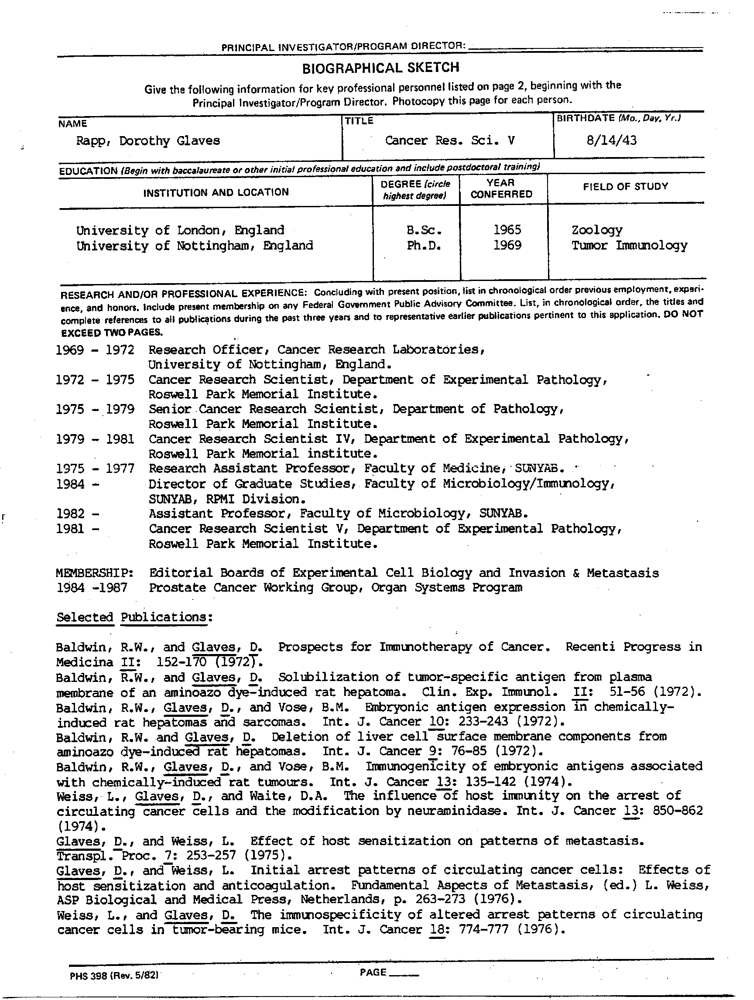 PRINCIPAL INVESTIGATOR/PROGRAM DIRECTOR:
BIOGRAPHICAL SKETCH
Give the following information for key professional personnel listed on page 2, beginning with the
Principal Investigator/Program Director. Photocopy this page for each person.
NAME TITLE BIRTHDATE (Mo., Day, Yr.)
Rapp, Dorothy Glaves Cancer Res. Sci. V 8/14/43
EDUCATION (Begin with baccalaureate or other initial professional education and include postdoctoral training)
INSTITUTION AND LOCATION DEGREE (circle highest degree) YEAR CONFERRED FIELD OF STUDY
University of London, England B.Sc. 1965 Zoology
University of Nottingham, England Ph.D. 1969 Tumor Immunology
RESEARCH AND/OR PROFESSIONAL EXPERIENCE: Concluding with present position, list in chronological order previous employment, experi-
ence, and honors. Include present membership on any Federal Government Public Advisory Committee. List, in chronological order, the titles and
complete references to all publications during the past three years and to representative earlier publications pertinent to this application. DO NOT
EXCEED TWO PAGES.
1969 - 1972 Research Officer, Cancer Research Laboratories,
University of Nottingham, England.
1972 - 1975 Cancer Research Scientist, Department of Experimental Pathology,
Roswell Park Memorial Institute.
1975 - 1979 Senior Cancer Research Scientist, Department of Pathology,
Roswell Park Memorial Institute.
1979 - 1981 Cancer Research Scientist IV, Department of Experimental Pathology,
Roswell Park Memorial institute.
1975 - 1977 Research Assistant Professor, Faculty of Medicine, SUNYAB.
1984 - Director of Graduate Studies, Faculty of Microbiology/Immunology,
SUNYAB, RPMI Division.
1982 - Assistant Professor, Faculty of Microbiology, SUNYAB.
1981 - Cancer Research Scientist V, Department of Experimental Pathology,
Roswell Park Memorial Institute.
MEMBERSHIP: Editorial Boards of Experimental Cell Biology and Invasion & Metastasis
1984 -1987 Prostate Cancer Working Group, Organ Systems Program
Selected Publications:
Baldwin, R.W., and Glaves, D. Prospects for Immunotherapy of Cancer. Recenti Progress in
Medicina II: 152-170 (1972).
Baldwin, R.W., and Glaves, D. Solubilization of tumor-specific antigen from plasma
membrane of an aminoazo dye-induced rat hepatoma. Clin. Exp. Immunol. II: 51-56 (1972).
Baldwin, R.W., Glaves, D., and Vose, B.M. Embryonic antigen expression in chemically-
induced rat hepatomas and sarcomas. Int. J. Cancer 10: 233-243 (1972).
Baldwin, R.W. and Glaves, D. Deletion of liver cell surface membrane components from
aminoazo dye-induced rat hepatomas. Int. J. Cancer 9: 76-85 (1972).
Baldwin, R.W., Glaves, D., and Vose, B.M. Immunogenicity of embryonic antigens associated
with chemically-induced rat tumours. Int. J. Cancer 13: 135-142 (1974).
Weiss, L., Glaves, D., and Waite, D.A. The influence of host immunity on the arrest of
circulating cancer cells and the modification by neuraminidase. Int. J. Cancer 13: 850-862
(1974).
Glaves, D., and Weiss, L. Effect of host sensitization on patterns of metastasis.
Transpl. Proc. 7: 253-257 (1975).
Glaves, D., and Weiss, L. Initial arrest patterns of circulating cancer cells: Effects of
host sensitization and anticoagulation. Fundamental Aspects of Metastasis, (ed.) L. Weiss,
ASP Biological and Medical Press, Netherlands, p. 263-273 (1976).
Weiss, L., and Glaves, D. The immunospecificity of altered arrest patterns of circulating
cancer cells in tumor-bearing mice. Int. J. Cancer 18: 774-777 (1976).
PHS 398 (Rev. 5/82) PAGE